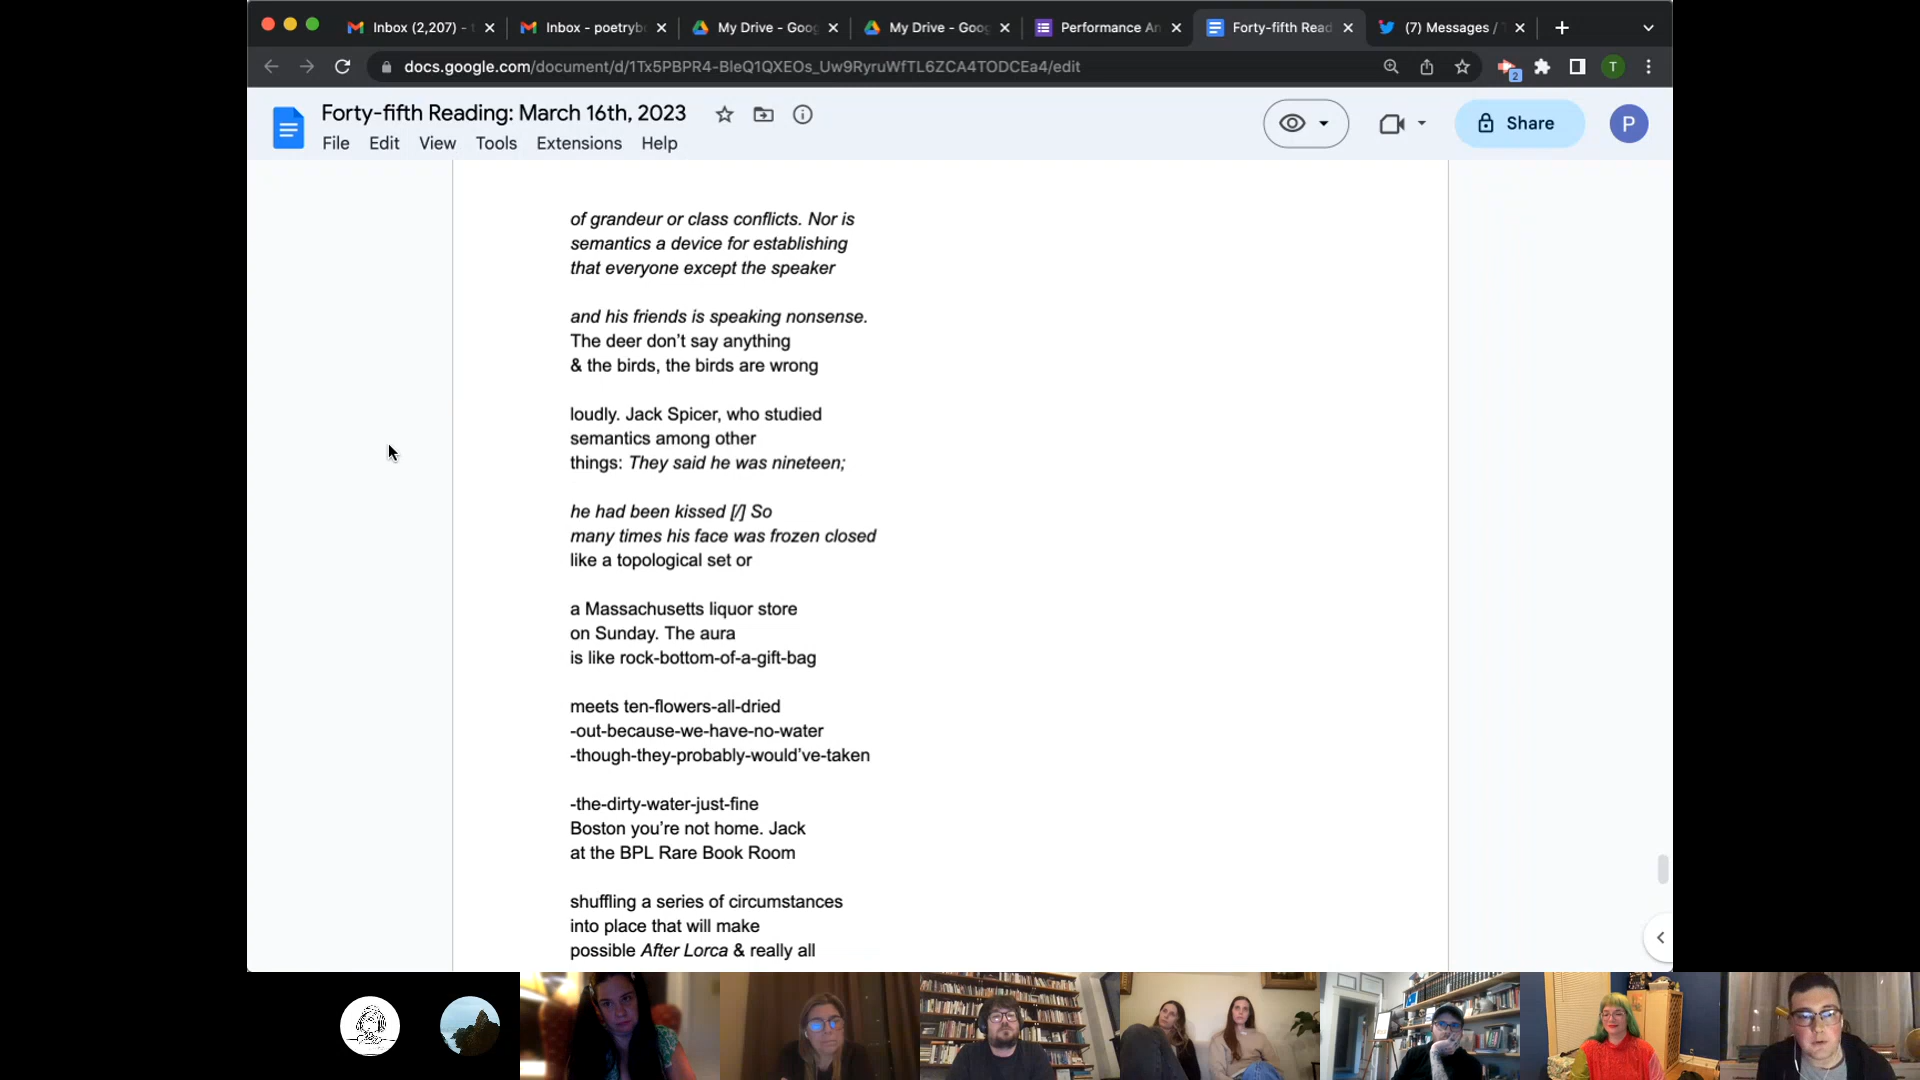 Inbox (2,207) -
Inbox - poetryb
My Drive - Goog
My Drive - Goog
Performance An
Forty-fifth Read
(7) Messages /
docs.google.com/document/d/1Tx5PBPR4-BleQ1QXEOs_Uw9RyruWfTL6ZCA4TODCEa4/edit
2
T
Forty-fifth Reading: March 16th, 2023
Share
P
File Edit View Tools Extensions Help
of grandeur or class conflicts. Nor is
semantics a device for establishing
that everyone except the speaker
and his friends is speaking nonsense.
The deer don't say anything
& the birds, the birds are wrong
loudly. Jack Spicer, who studied
semantics among other
things: They said he was nineteen;
he had been kissed [/] So
many times his face was frozen closed
like a topological set or
a Massachusetts liquor store
on Sunday. The aura
is like rock-bottom-of-a-gift-bag
meets ten-flowers-all-dried
-out-because-we-have-no-water
-though-they-probably-would've-taken
-the-dirty-water-just-fine
Boston you're not home. Jack
at the BPL Rare Book Room
shuffling a series of circumstances
into place that will make
possible After Lorca & really all